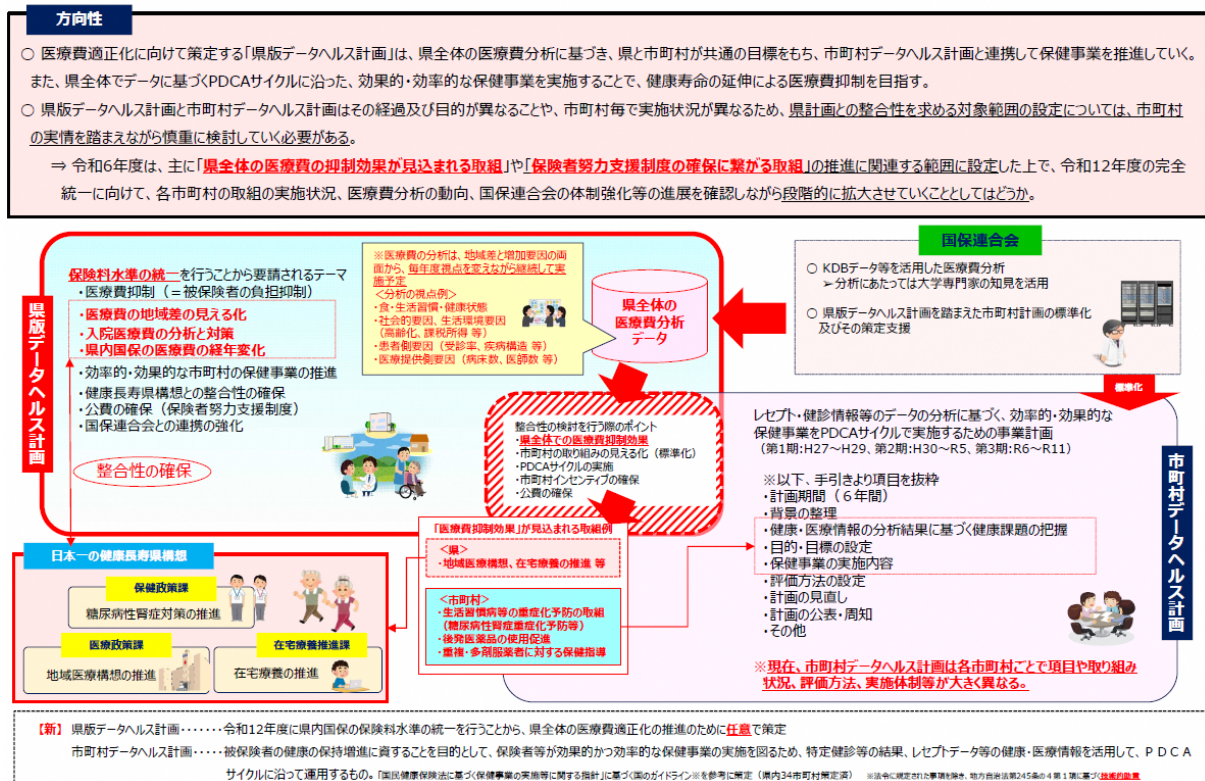 方向性
○ 医療費適正化に向けて策定する「県版データヘルス計画」は、県全体の医療費分析に基づき、県と市町村が共通の目標をもち、市町村データヘルス計画と連携して保健事業を推進していく。
また、県全体でデータに基づくPDCAサイクルに沿った、効果的・効率的な保健事業を実施することで、健康寿命の延伸による医療費抑制を目指す。
○ 県版データヘルス計画と市町村データヘルス計画はその経過及び目的が異なることや、市町村毎で実施状況が異なるため、県計画との整合性を求める対象範囲の設定については、市町村
の実情を踏まえながら慎重に検討していく必要がある。
⇒ 令和6年度は、主に「県全体の医療費の抑制効果が見込まれる取組」や「保険者努力支援制度の確保に繋がる取組」の推進に関連する範囲に設定した上で、令和12年度の完全
統一に向けて、各市町村の取組の実施状況、医療費分析の動向、国保連合会の体制強化等の進展を確認しながら段階的に拡大させていくこととしてはどうか。
県版データヘルス計画
保険料水準の統一を行うことから要請されるテーマ
・医療費抑制（＝被保険者の負担抑制）
・医療費の地域差の見える化
・入院医療費の分析と対策
・県内国保の医療費の経年変化
・効率的・効果的な市町村の保健事業の推進
・健康長寿県構想との整合性の確保
・公費の確保（保険者努力支援制度）
・国保連合会との連携の強化
整合性の確保
※医療費の分析は、地域差と増加要因の両
面から、毎年度視点を変えながら継続して実
施予定
＜分析の視点例＞
・食・生活習慣・健康状態
・社会的要因、生活環境要因
（高齢化、課税所得 等）
・患者側要因（受診率、疾病構造 等）
・医療提供側要因（病床数、医師数 等）
県全体の
医療費分析
データ
国保連合会
○ KDBデータ等を活用した医療費分析
➢ 分析にあたっては大学専門家の知見を活用
○ 県版データヘルス計画を踏まえた市町村計画の標準化
及びその策定支援
標準化
整合性の検討を行う際のポイント
・県全体での医療費抑制効果
・市町村の取り組みの見える化（標準化）
・PDCAサイクルの実施
・市町村インセンティブの確保
・公費の確保
市町村データヘルス計画
レセプト・健診情報等のデータの分析に基づく、効率的・効果的な
保健事業をPDCAサイクルで実施するための事業計画
（第1期:H27～H29、第2期:H30～R5、第3期:R6～R11）
※以下、手引きより項目を抜粋
・計画期間（６年間）
・背景の整理
・健康・医療情報の分析結果に基づく健康課題の把握
・目的・目標の設定
・保健事業の実施内容
・評価方法の設定
・計画の見直し
・計画の公表・周知
・その他
※現在、市町村データヘルス計画は各市町村ごとで項目や取り組み
状況、評価方法、実施体制等が大きく異なる。
「医療費抑制効果」が見込まれる取組例
＜県＞
・地域医療構想、在宅療養の推進 等
＜市町村＞
・生活習慣病等の重症化予防の取組
（糖尿病性腎症重症化予防等）
・後発医薬品の使用促進
・重複・多剤服薬者に対する保健指導
日本一の健康長寿県構想
保健政策課
糖尿病性腎症対策の推進
医療政策課
地域医療構想の推進
在宅療養推進課
在宅療養の推進
【新】 県版データヘルス計画・・・・・・・令和12年度に県内国保の保険料水準の統一を行うことから、県全体の医療費適正化の推進のために任意で策定
市町村データヘルス計画・・・・・被保険者の健康の保持増進に資することを目的として、保険者等が効果的かつ効率的な保健事業の実施を図るため、特定健診等の結果、レセプトデータ等の健康・医療情報を活用して、ＰＤＣＡ
サイクルに沿って運用するもの。「国民健康保険法に基づく保健事業の実施等に関する指針」に基づく国のガイドライン※を参考に策定（県内34市町村策定済） ※法令に規定された事項を除き、地方自治法第245条の４第１項に基づく技術的助言